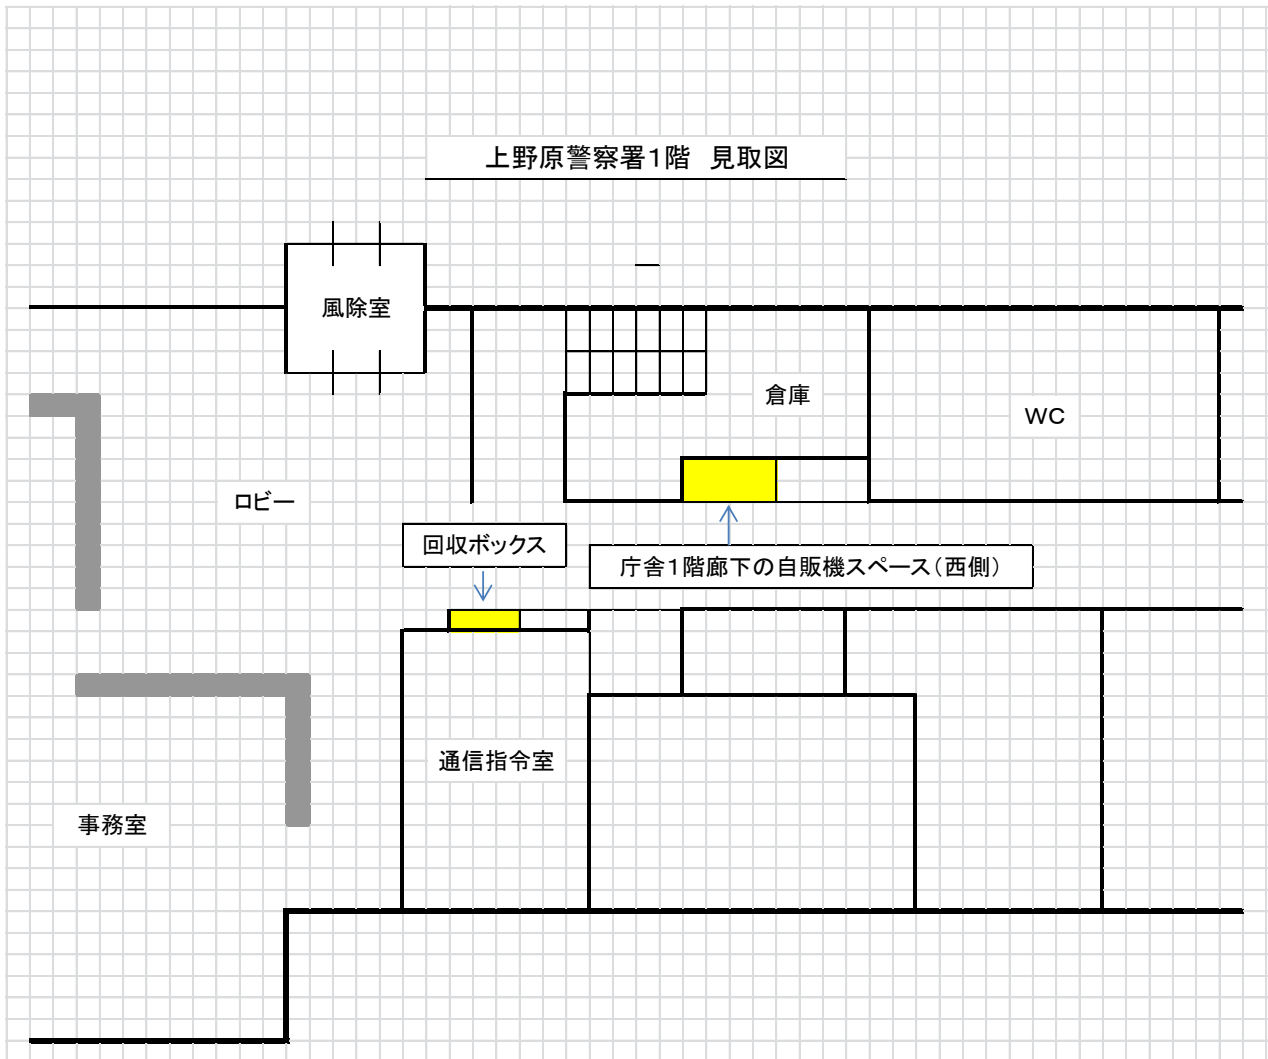 上野原警察署1階　見取図
風除室
倉庫
WC
ロビー
回収ボックス
庁舎1階廊下の自販機スペース（西側）
通信指令室
事務室